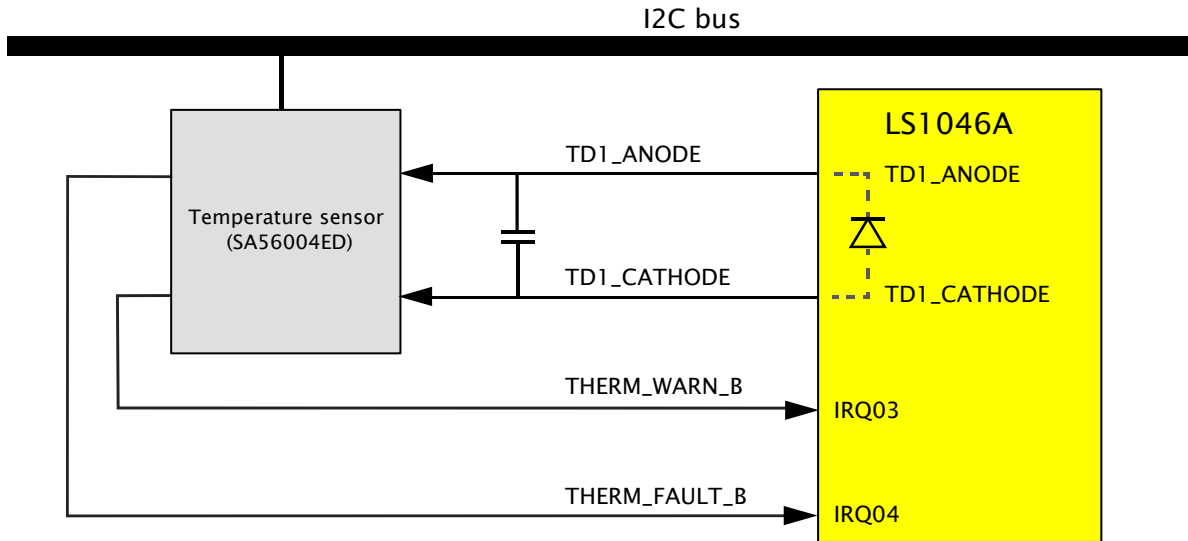 I2C bus
LS1046A
TD1_ANODE
TD1_ANODE
Temperature sensor
(SA56004ED)
TD1_CATHODE
TD1_CATHODE
THERM_WARN_B
IRQ03
THERM_FAULT_B
IRQ04